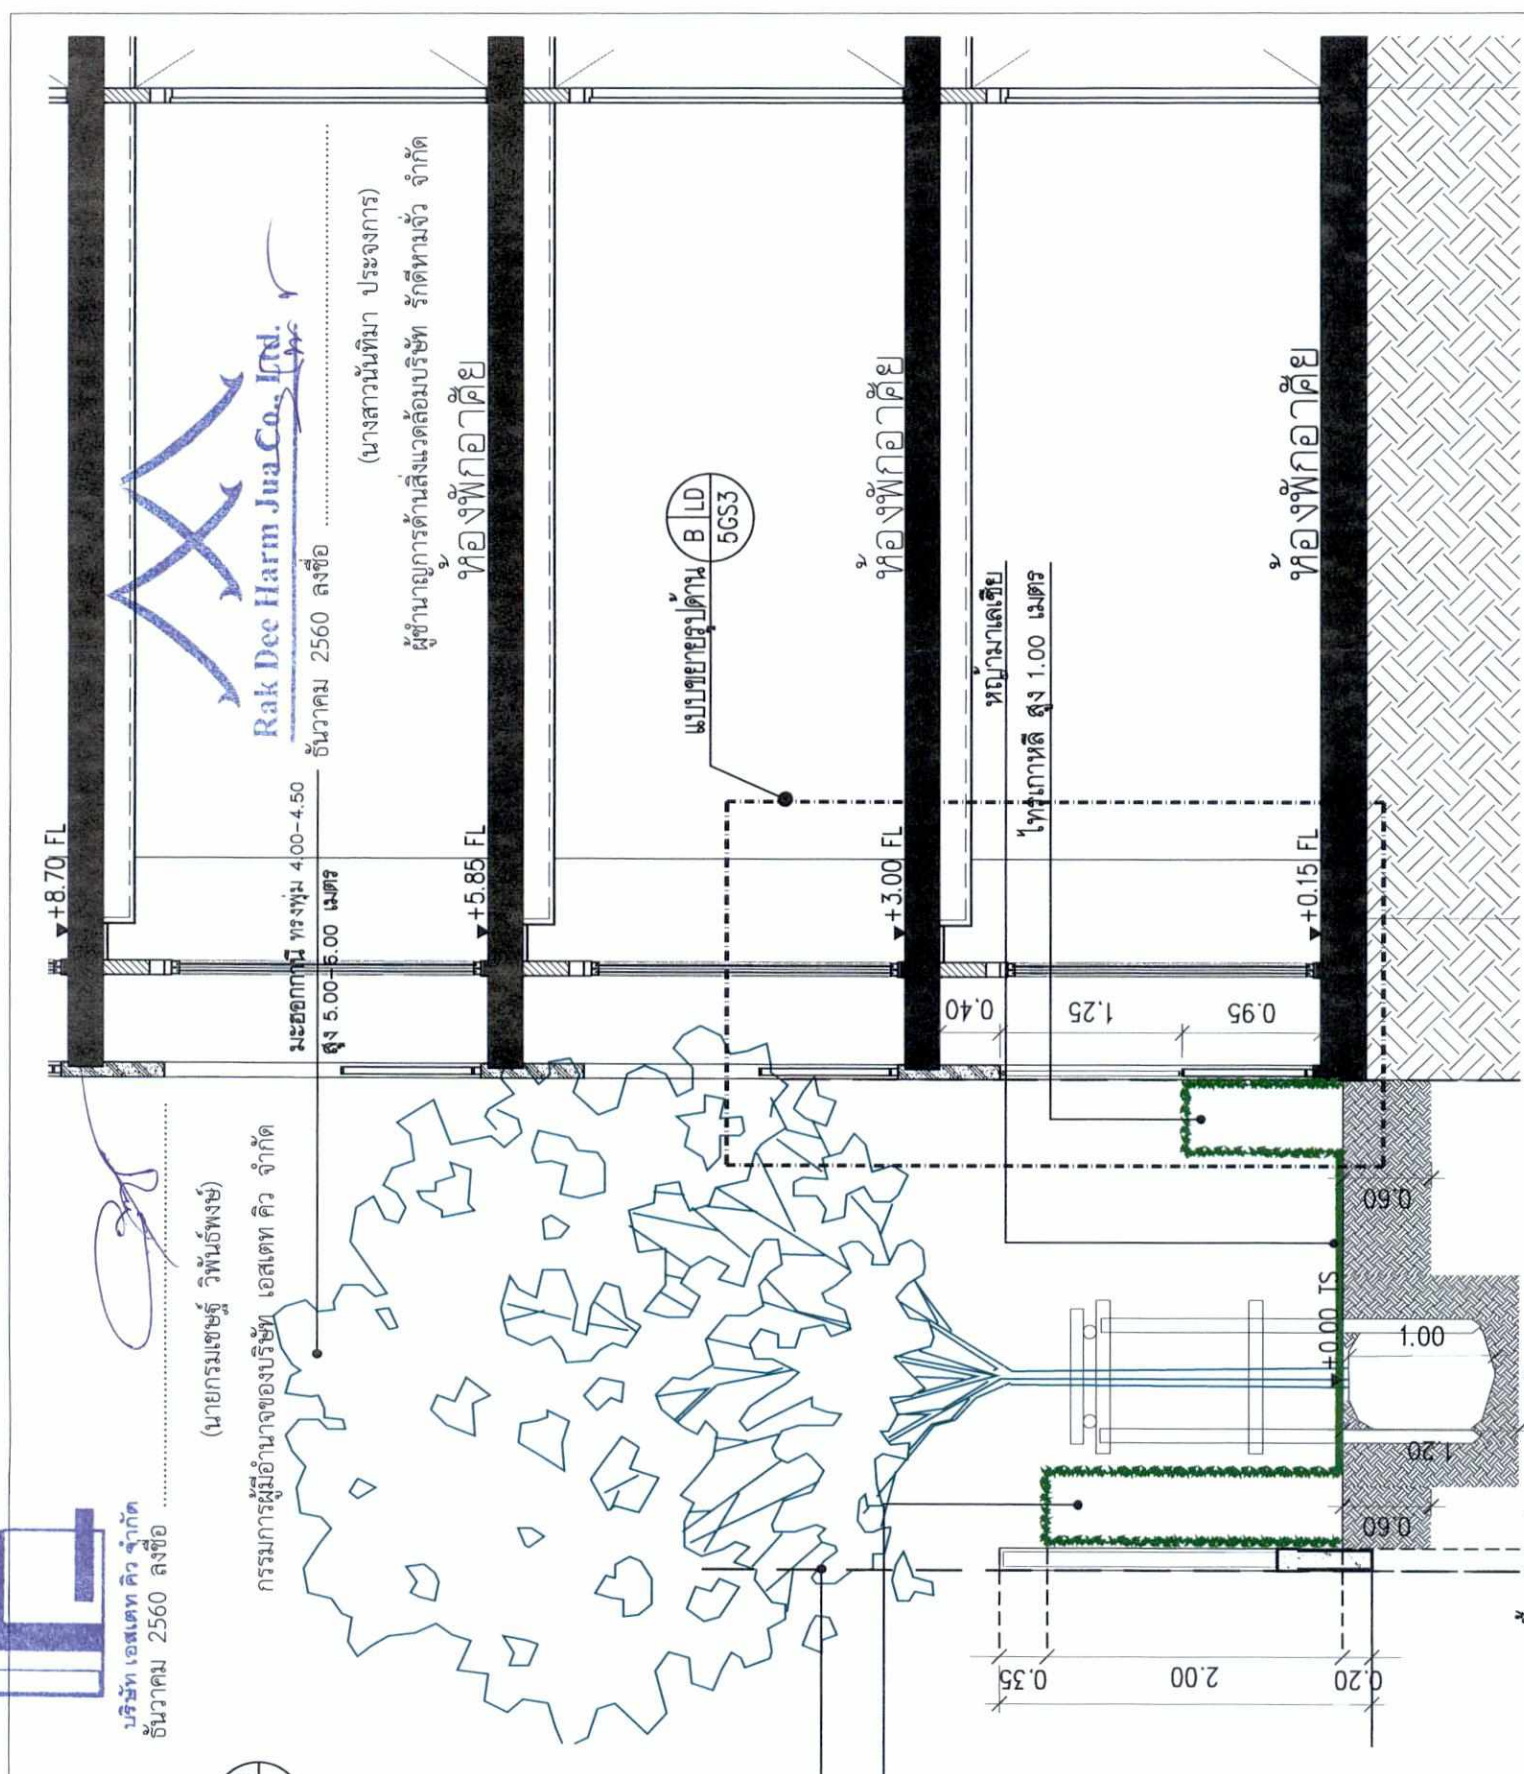 +8.70 FL
+5.85 FL
+3.00 FL
+0.15 FL
+0.00 TS
Rak Dee Harm Jua Co., Ltd.
ธันวาคม 2560 ลงชื่อ
(นางสาวนันทิมา ประจงการ)
ผู้ชำนาญการด้านสิ่งแวดล้อมบริษัท รักดีหามจั่ว จำกัด
ห้องพักอาศัย
ห้องพักอาศัย
ห้องพักอาศัย
มะฮอกกานี ทรงพุ่ม 4.00-4.50
สูง 5.00-6.00 เมตร
แบบขยายรูปด้าน
B LD
5GS3
หญ้ามาเลเซีย
ไทรเกาหลี สูง 1.00 เมตร
บริษัท เอสเตท คิว จำกัด
ธันวาคม 2560 ลงชื่อ
(นายกรมเชษฐ์ วิพันธ์พงษ์)
กรรมการผู้มีอำนาจของบริษัท เอสเตท คิว จำกัด
0.40
1.25
0.95
0.60
1.00
1.20
0.60
0.35
2.00
0.20